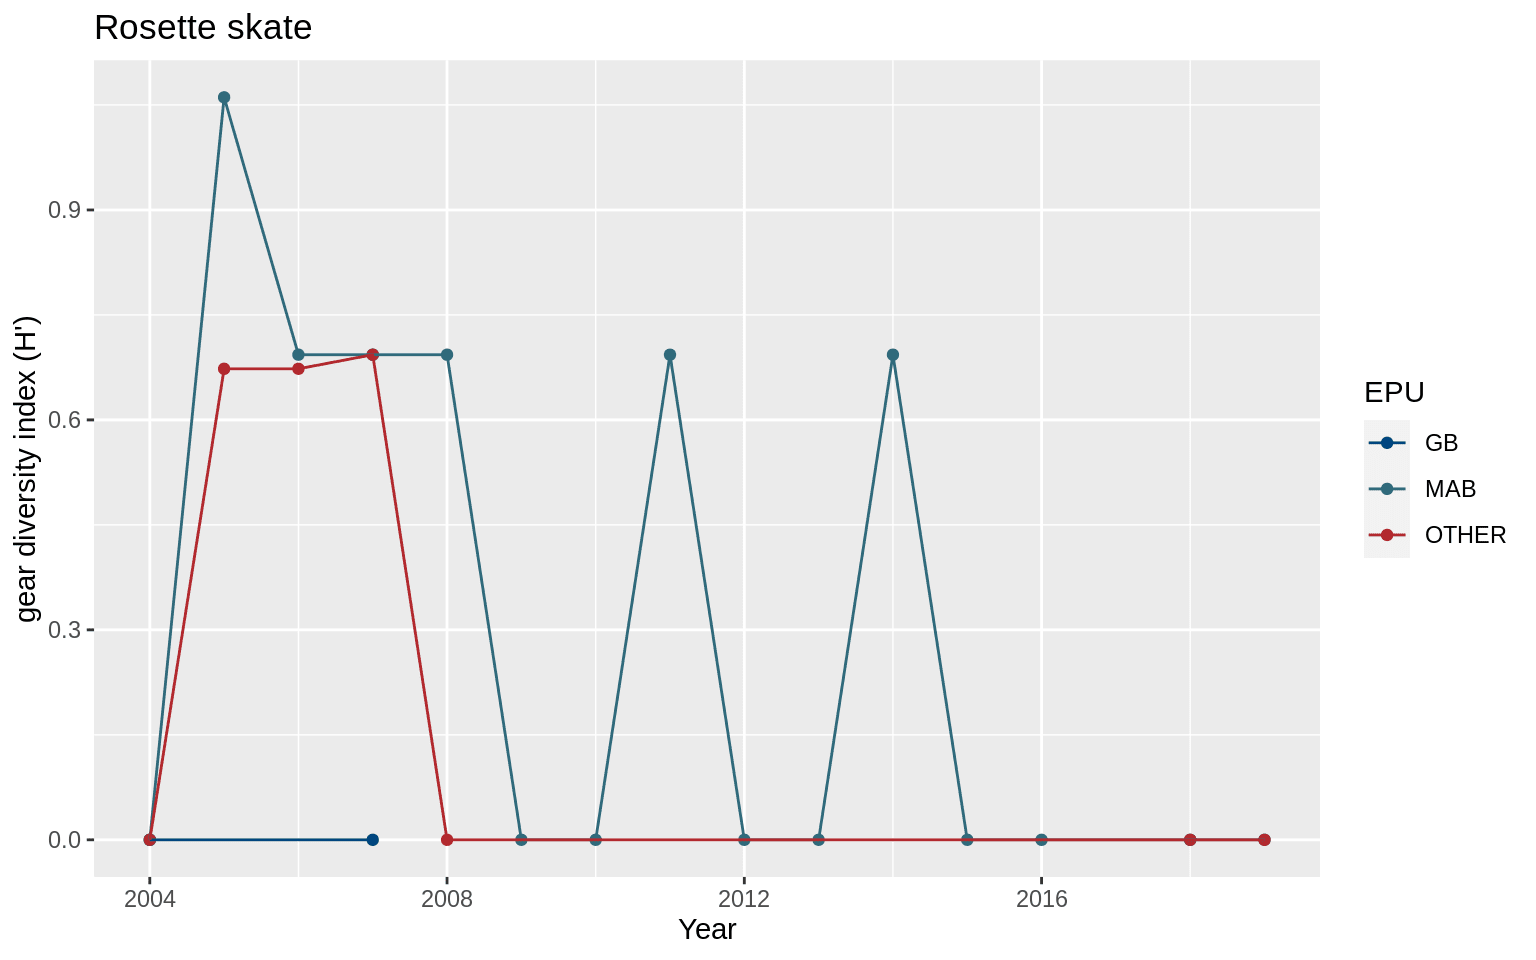 Rosette skate
gear diversity index (H')
0.9
0.6
0.3
0.0
2004
2008
2012
2016
Year
EPU
GB
MAB
OTHER